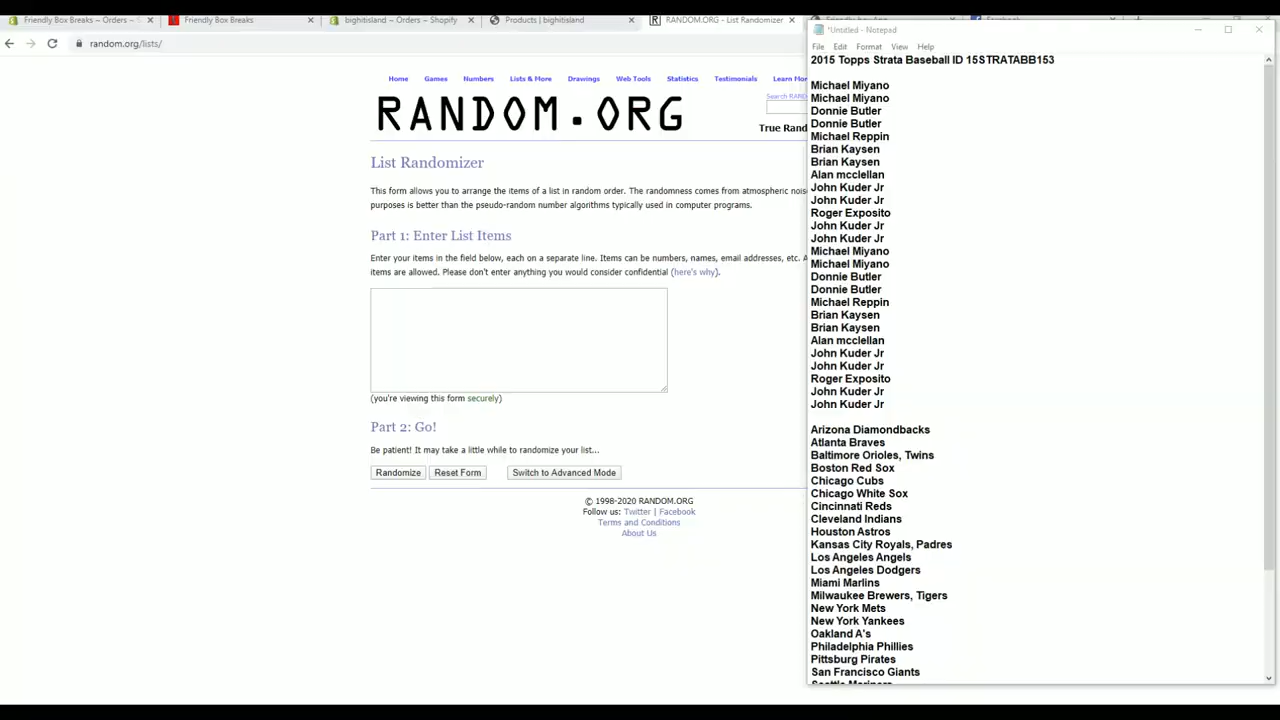 Friendly Box Breaks ~ Orders ~ S
Friendly Box Breaks
bighitisland ~ Orders ~ Shopify
Products | bighitisland
RANDOM.ORG - List Randomizer
random.org/lists/
Home Games Numbers Lists & More Drawings Web Tools Statistics Testimonials Learn Mor
Search RAN
RANDOM.ORG
True Rand
List Randomizer
This form allows you to arrange the items of a list in random order. The randomness comes from atmospheric nois
purposes is better than the pseudo-random number algorithms typically used in computer programs.
Part 1: Enter List Items
Enter your items in the field below, each on a separate line. Items can be numbers, names, email addresses, etc. A
items are allowed. Please don't enter anything you would consider confidential (here's why).
(you're viewing this form securely)
Part 2: Go!
Be patient! It may take a little while to randomize your list...
Randomize Reset Form Switch to Advanced Mode
© 1998-2020 RANDOM.ORG
Follow us: Twitter | Facebook
Terms and Conditions
About Us
*Untitled - Notepad
File Edit Format View Help
2015 Topps Strata Baseball ID 15STRATABB153
Michael Miyano
Michael Miyano
Donnie Butler
Donnie Butler
Michael Reppin
Brian Kaysen
Brian Kaysen
Alan mcclellan
John Kuder Jr
John Kuder Jr
Roger Exposito
John Kuder Jr
John Kuder Jr
Michael Miyano
Michael Miyano
Donnie Butler
Donnie Butler
Michael Reppin
Brian Kaysen
Brian Kaysen
Alan mcclellan
John Kuder Jr
John Kuder Jr
Roger Exposito
John Kuder Jr
John Kuder Jr
Arizona Diamondbacks
Atlanta Braves
Baltimore Orioles, Twins
Boston Red Sox
Chicago Cubs
Chicago White Sox
Cincinnati Reds
Cleveland Indians
Houston Astros
Kansas City Royals, Padres
Los Angeles Angels
Los Angeles Dodgers
Miami Marlins
Milwaukee Brewers, Tigers
New York Mets
New York Yankees
Oakland A's
Philadelphia Phillies
Pittsburg Pirates
San Francisco Giants
Seattle Mariners